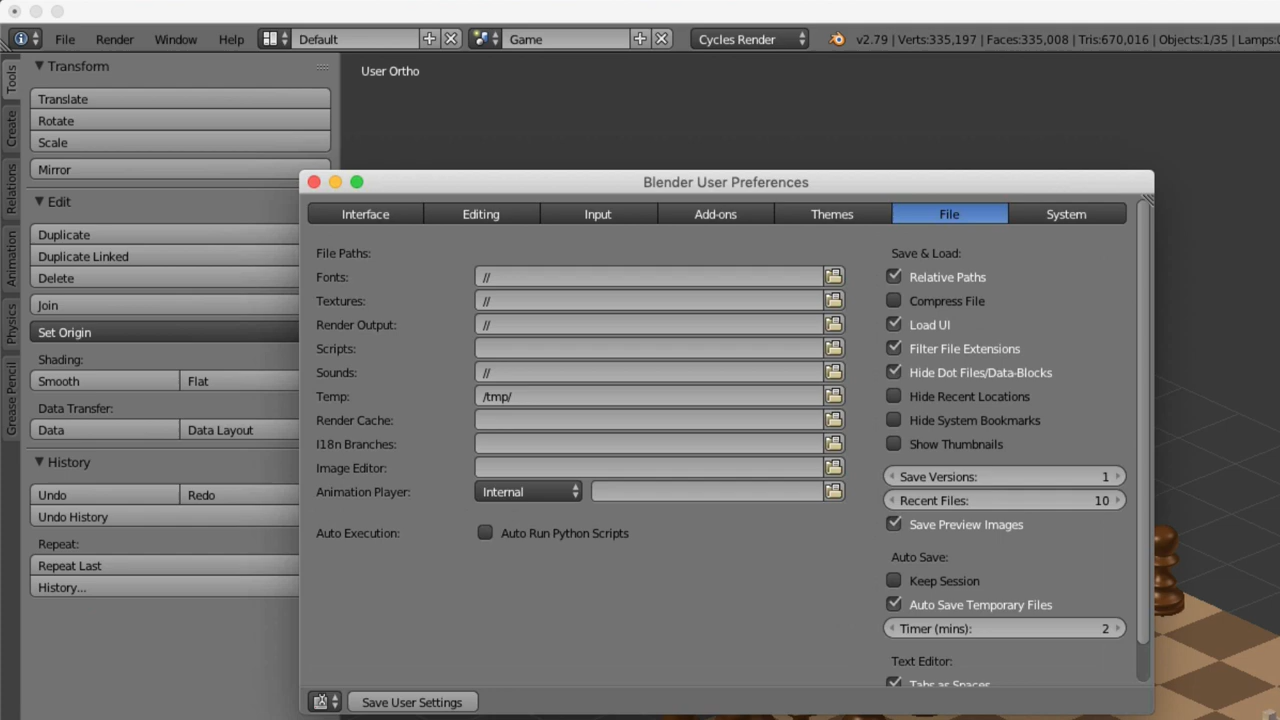 File Render Window Help Default Game Cycles Render v2.79 | Verts:335,197 | Faces:335,008 | Tris:670,016 | Objects:1/35 | Lamps:
Tools
Create
Relations
Animation
Physics
Grease Pencil
Transform
Translate
Rotate
Scale
Mirror
Edit
Duplicate
Duplicate Linked
Delete
Join
Set Origin
Shading:
Smooth Flat
Data Transfer:
Data Data Layout
History
Undo Redo
Undo History
Repeat:
Repeat Last
History...
User Ortho
Blender User Preferences
Interface Editing Input Add-ons Themes File System
File Paths:
Fonts: //
Textures: //
Render Output: //
Scripts:
Sounds: //
Temp: /tmp/
Render Cache:
I18n Branches:
Image Editor:
Animation Player: Internal
Auto Execution: Auto Run Python Scripts
Save & Load:
Relative Paths
Compress File
Load UI
Filter File Extensions
Hide Dot Files/Data-Blocks
Hide Recent Locations
Hide System Bookmarks
Show Thumbnails
Save Versions: 1
Recent Files: 10
Save Preview Images
Auto Save:
Keep Session
Auto Save Temporary Files
Timer (mins): 2
Text Editor:
Tabs as Spaces
Save User Settings